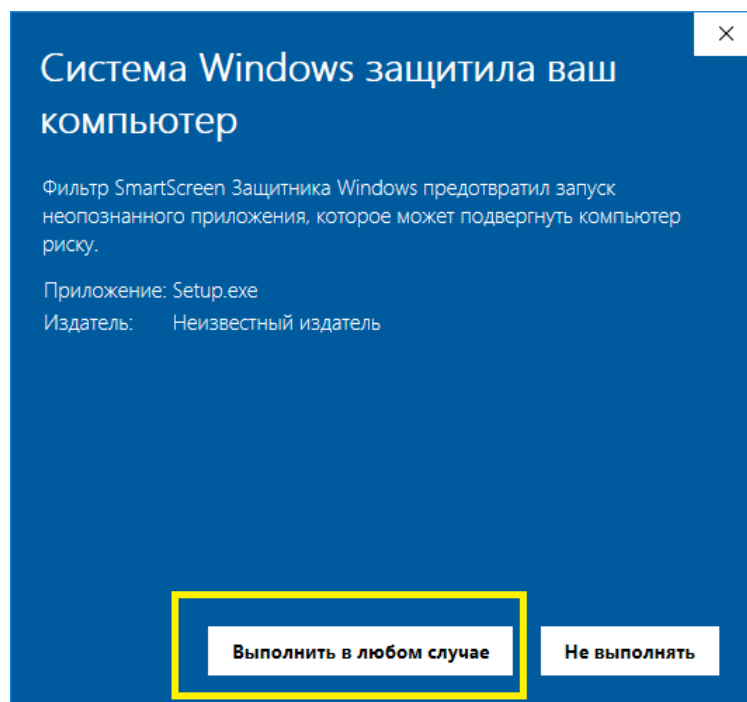 Система Windows защитила ваш
компьютер
Фильтр SmartScreen Защитника Windows предотвратил запуск
неопознанного приложения, которое может подвергнуть компьютер
риску.
Приложение: Setup.exe
Издатель: Неизвестный издатель
Выполнить в любом случае Не выполнять